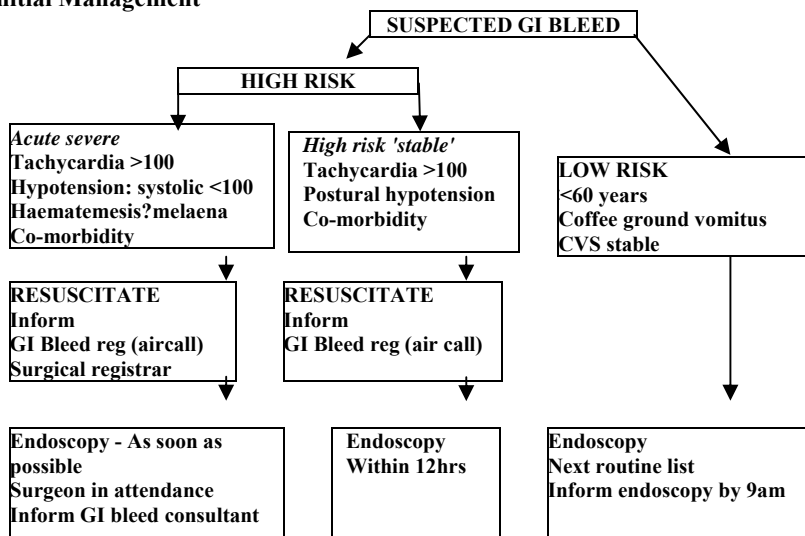 Initial Management
SUSPECTED GI BLEED
HIGH RISK
Acute severe
Tachycardia >100
Hypotension: systolic <100
Haematemesis?melaena
Co-morbidity
High risk 'stable'
Tachycardia >100
Postural hypotension
Co-morbidity
LOW RISK
<60 years
Coffee ground vomitus
CVS stable
RESUSCITATE
Inform
GI Bleed reg (aircall)
Surgical registrar
RESUSCITATE
Inform
GI Bleed reg (air call)
Endoscopy - As soon as
possible
Surgeon in attendance
Inform GI bleed consultant
Endoscopy
Within 12hrs
Endoscopy
Next routine list
Inform endoscopy by 9am